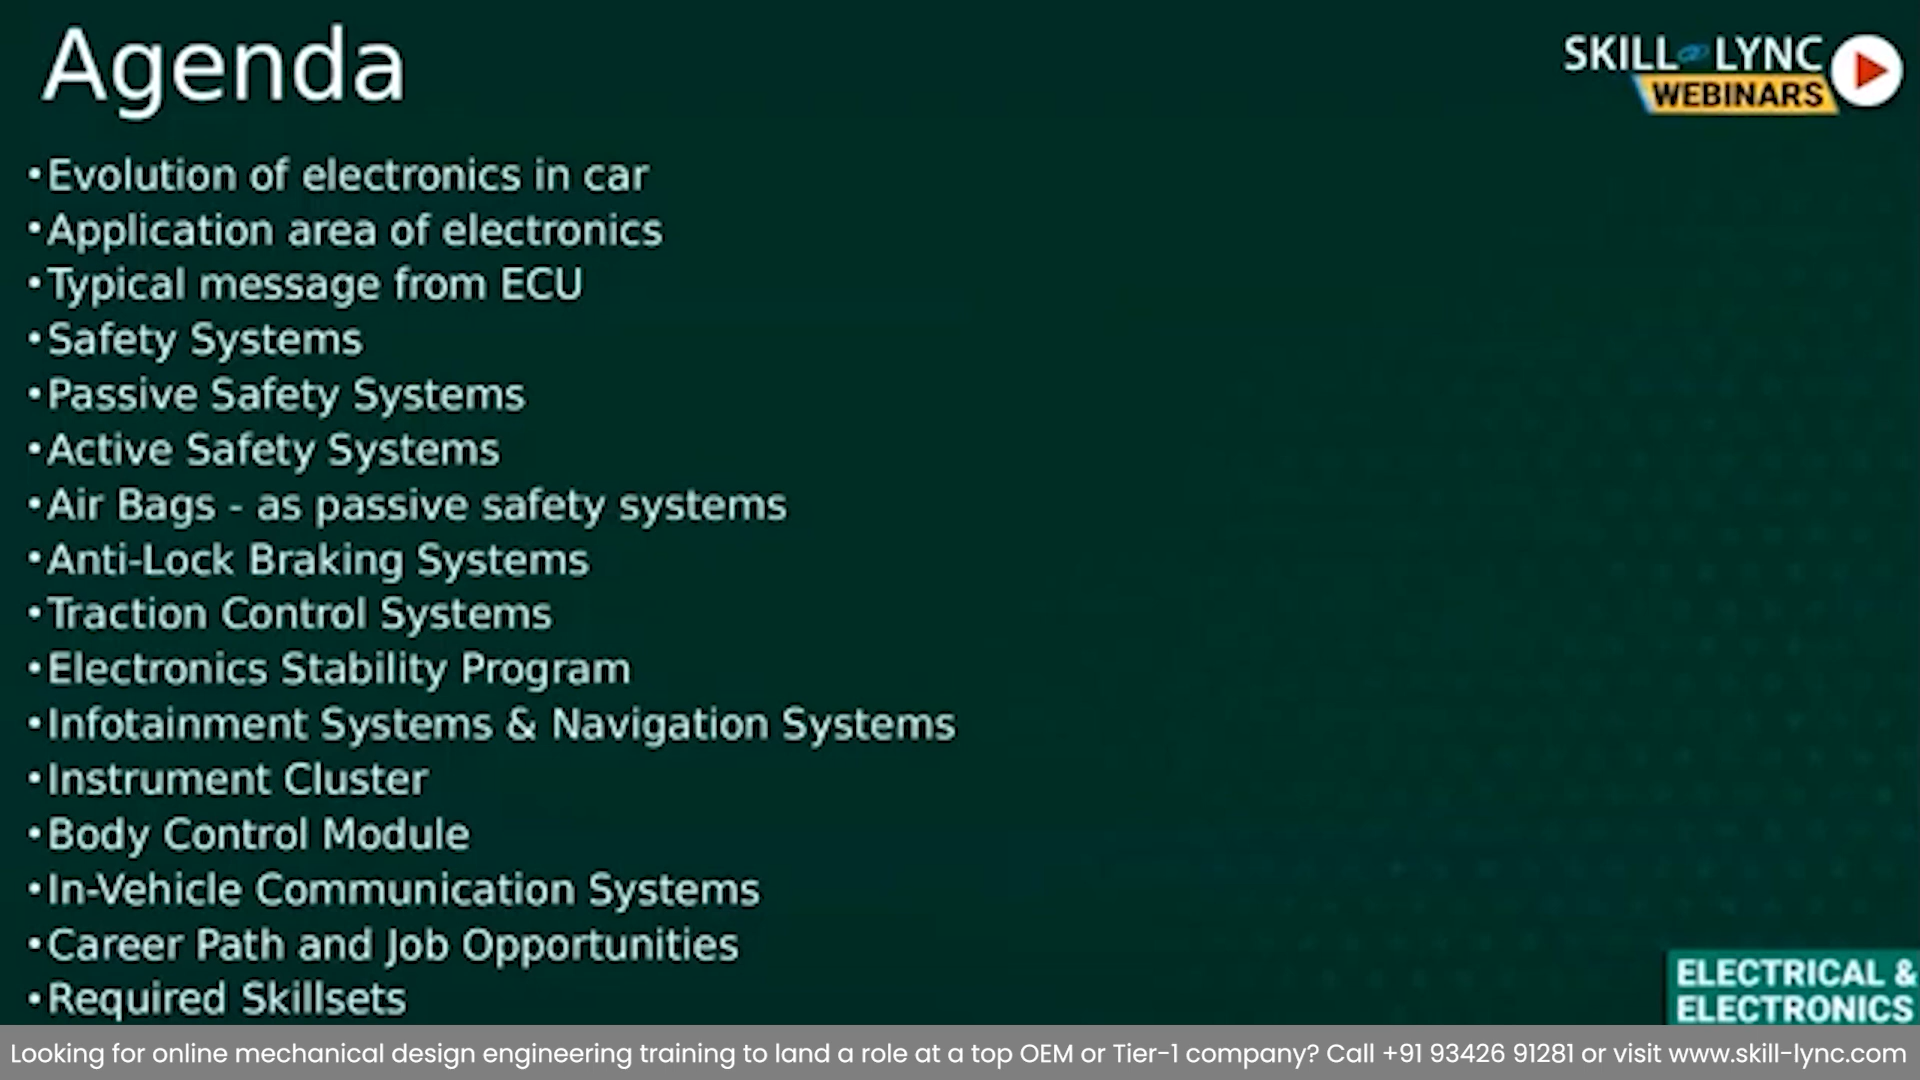 Agenda
SKILL LYNC
WEBINARS
•Evolution of electronics in car
•Application area of electronics
•Typical message from ECU
•Safety Systems
•Passive Safety Systems
•Active Safety Systems
•Air Bags - as passive safety systems
•Anti-Lock Braking Systems
•Traction Control Systems
•Electronics Stability Program
•Infotainment Systems & Navigation Systems
•Instrument Cluster
•Body Control Module
•In-Vehicle Communication Systems
•Career Path and Job Opportunities
•Required Skillsets
ELECTRICAL &
ELECTRONICS
Looking for online mechanical design engineering training to land a role at a top OEM or Tier-1 company? Call +91 93426 91281 or visit www.skill-lync.com